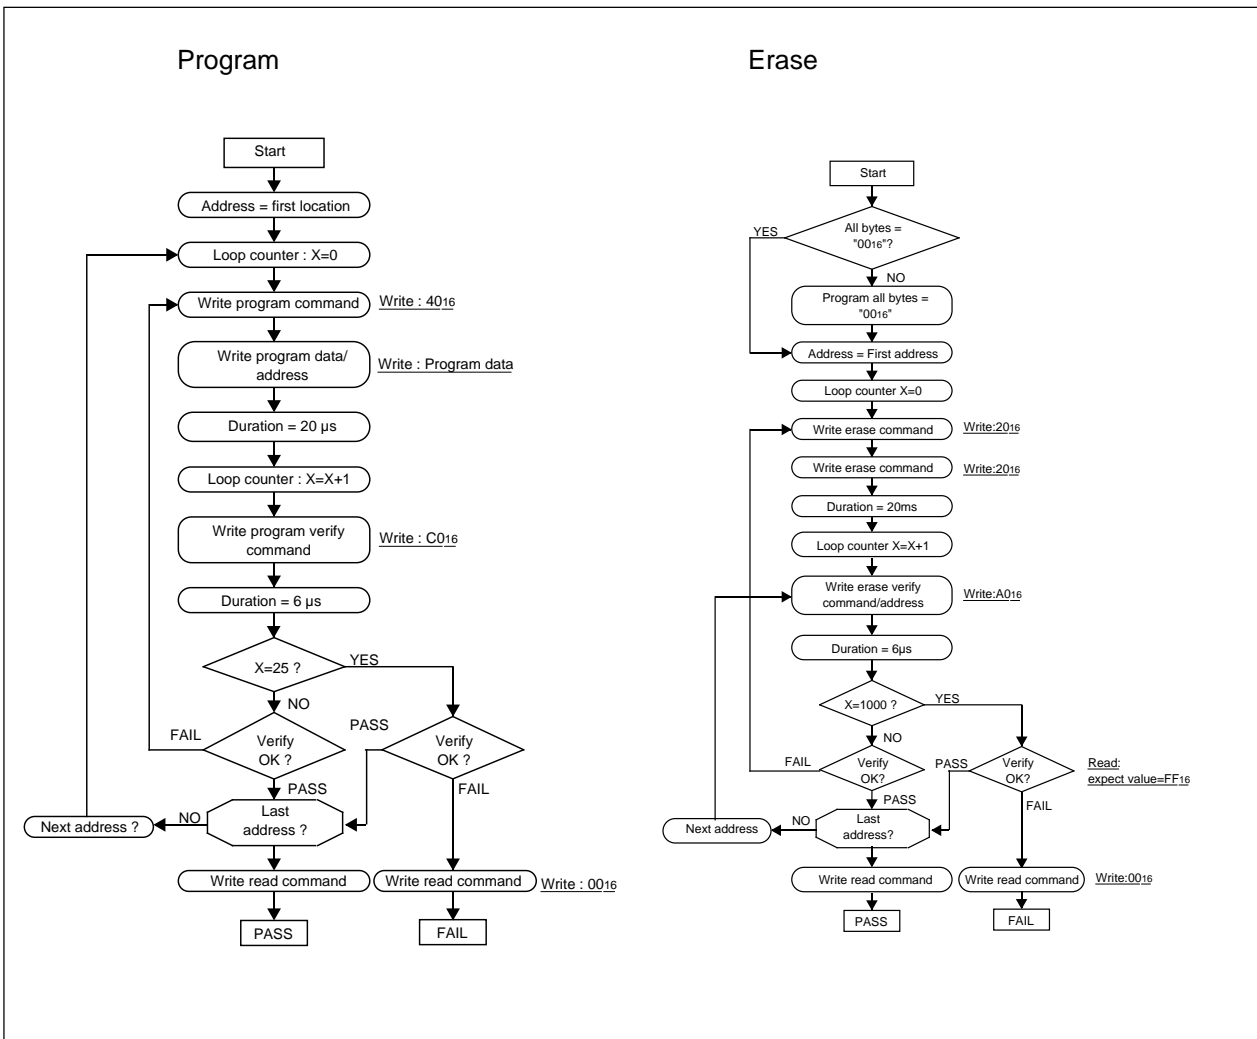 Program
Start
Address = first location
Loop counter : X=0
Write program command
Write : 4016
Write program data/
address
Write : Program data
Duration = 20 µs
Loop counter : X=X+1
Write program verify
command
Write : C016
Duration = 6 µs
X=25 ?
YES
NO
FAIL
Verify
OK ?
PASS
PASS
Verify
OK ?
FAIL
Last
address ?
NO
Next address ?
Write read command
Write read command
Write : 0016
PASS
FAIL
Erase
Start
All bytes =
"0016"?
YES
NO
Program all bytes =
"0016"
Address = First address
Loop counter X=0
Write erase command
Write:2016
Write erase command
Write:2016
Duration = 20ms
Loop counter X=X+1
Write erase verify
command/address
Write:A016
Duration = 6µs
X=1000 ?
YES
NO
FAIL
Verify
OK?
PASS
PASS
Verify
OK?
FAIL
Read:
expect value=FF16
Last
address?
NO
Next address
Write read command
Write read command
Write:0016
PASS
FAIL